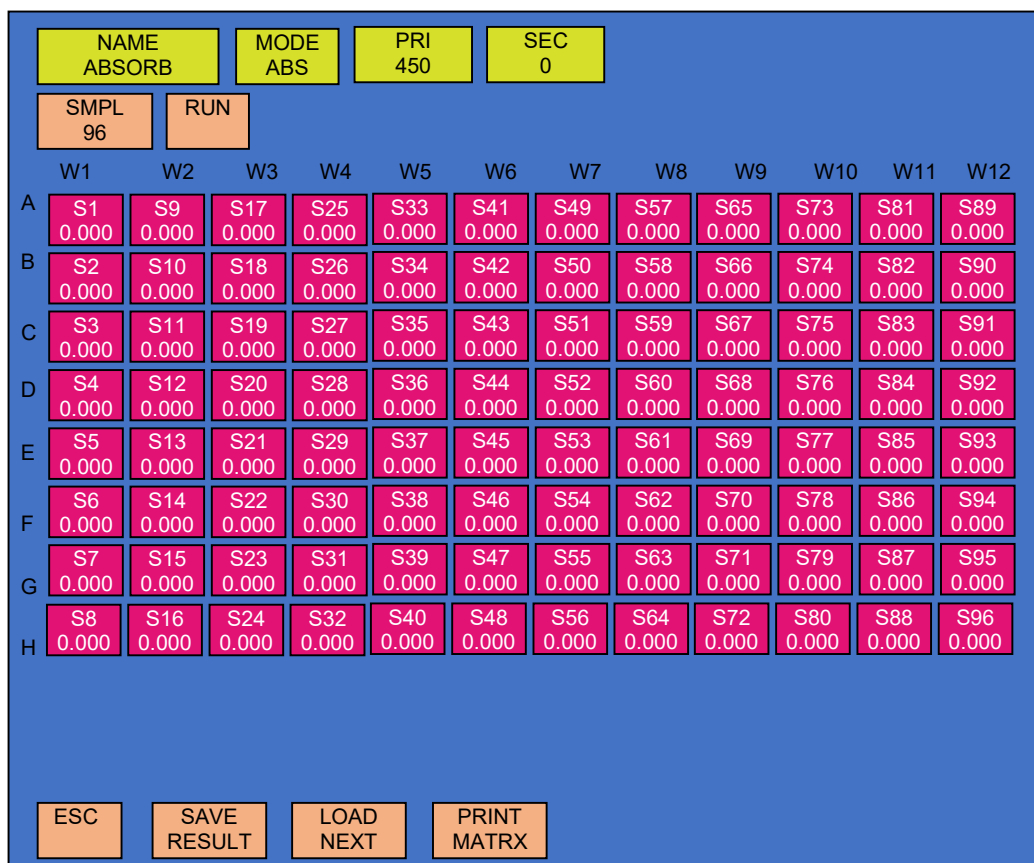 NAME MODE PRI SEC
ABSORB ABS 450 0
SMPL RUN
96
W1 W2 W3 W4 W5 W6 W7 W8 W9 W10 W11 W12
A S1 S9 S17 S25 S33 S41 S49 S57 S65 S73 S81 S89
0.000 0.000 0.000 0.000 0.000 0.000 0.000 0.000 0.000 0.000 0.000 0.000
B S2 S10 S18 S26 S34 S42 S50 S58 S66 S74 S82 S90
0.000 0.000 0.000 0.000 0.000 0.000 0.000 0.000 0.000 0.000 0.000 0.000
C S3 S11 S19 S27 S35 S43 S51 S59 S67 S75 S83 S91
0.000 0.000 0.000 0.000 0.000 0.000 0.000 0.000 0.000 0.000 0.000 0.000
D S4 S12 S20 S28 S36 S44 S52 S60 S68 S76 S84 S92
0.000 0.000 0.000 0.000 0.000 0.000 0.000 0.000 0.000 0.000 0.000 0.000
E S5 S13 S21 S29 S37 S45 S53 S61 S69 S77 S85 S93
0.000 0.000 0.000 0.000 0.000 0.000 0.000 0.000 0.000 0.000 0.000 0.000
F S6 S14 S22 S30 S38 S46 S54 S62 S70 S78 S86 S94
0.000 0.000 0.000 0.000 0.000 0.000 0.000 0.000 0.000 0.000 0.000 0.000
G S7 S15 S23 S31 S39 S47 S55 S63 S71 S79 S87 S95
0.000 0.000 0.000 0.000 0.000 0.000 0.000 0.000 0.000 0.000 0.000 0.000
H S8 S16 S24 S32 S40 S48 S56 S64 S72 S80 S88 S96
0.000 0.000 0.000 0.000 0.000 0.000 0.000 0.000 0.000 0.000 0.000 0.000
ESC SAVE LOAD PRINT
RESULT NEXT MATRX